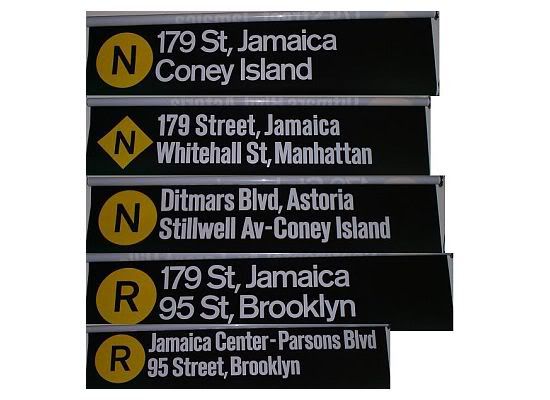 N 179 St, Jamaica
Coney Island
N 179 Street, Jamaica
Whitehall St, Manhattan
N Ditmars Blvd, Astoria
Stillwell Av-Coney Island
R 179 St, Jamaica
95 St, Brooklyn
R Jamaica Center-Parsons Blvd
95 Street, Brooklyn